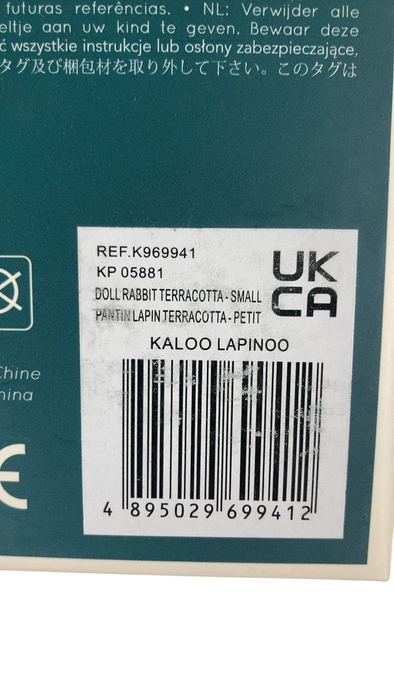 futuras referências. • NL: Verwijder alle
eltje aan uw kind te geven. Bewaar deze
ć wszystkie instrukcje lub osłony zabezpieczające,
タグ及び梱包材を取り外して下さい。このタグは
REF.K969941
KP 05881
DOLL RABBIT TERRACOTTA - SMALL
PANTIN LAPIN TERRACOTTA - PETIT
UK
CA
KALOO LAPINOO
Chine
hina
CE
4 895029 699412